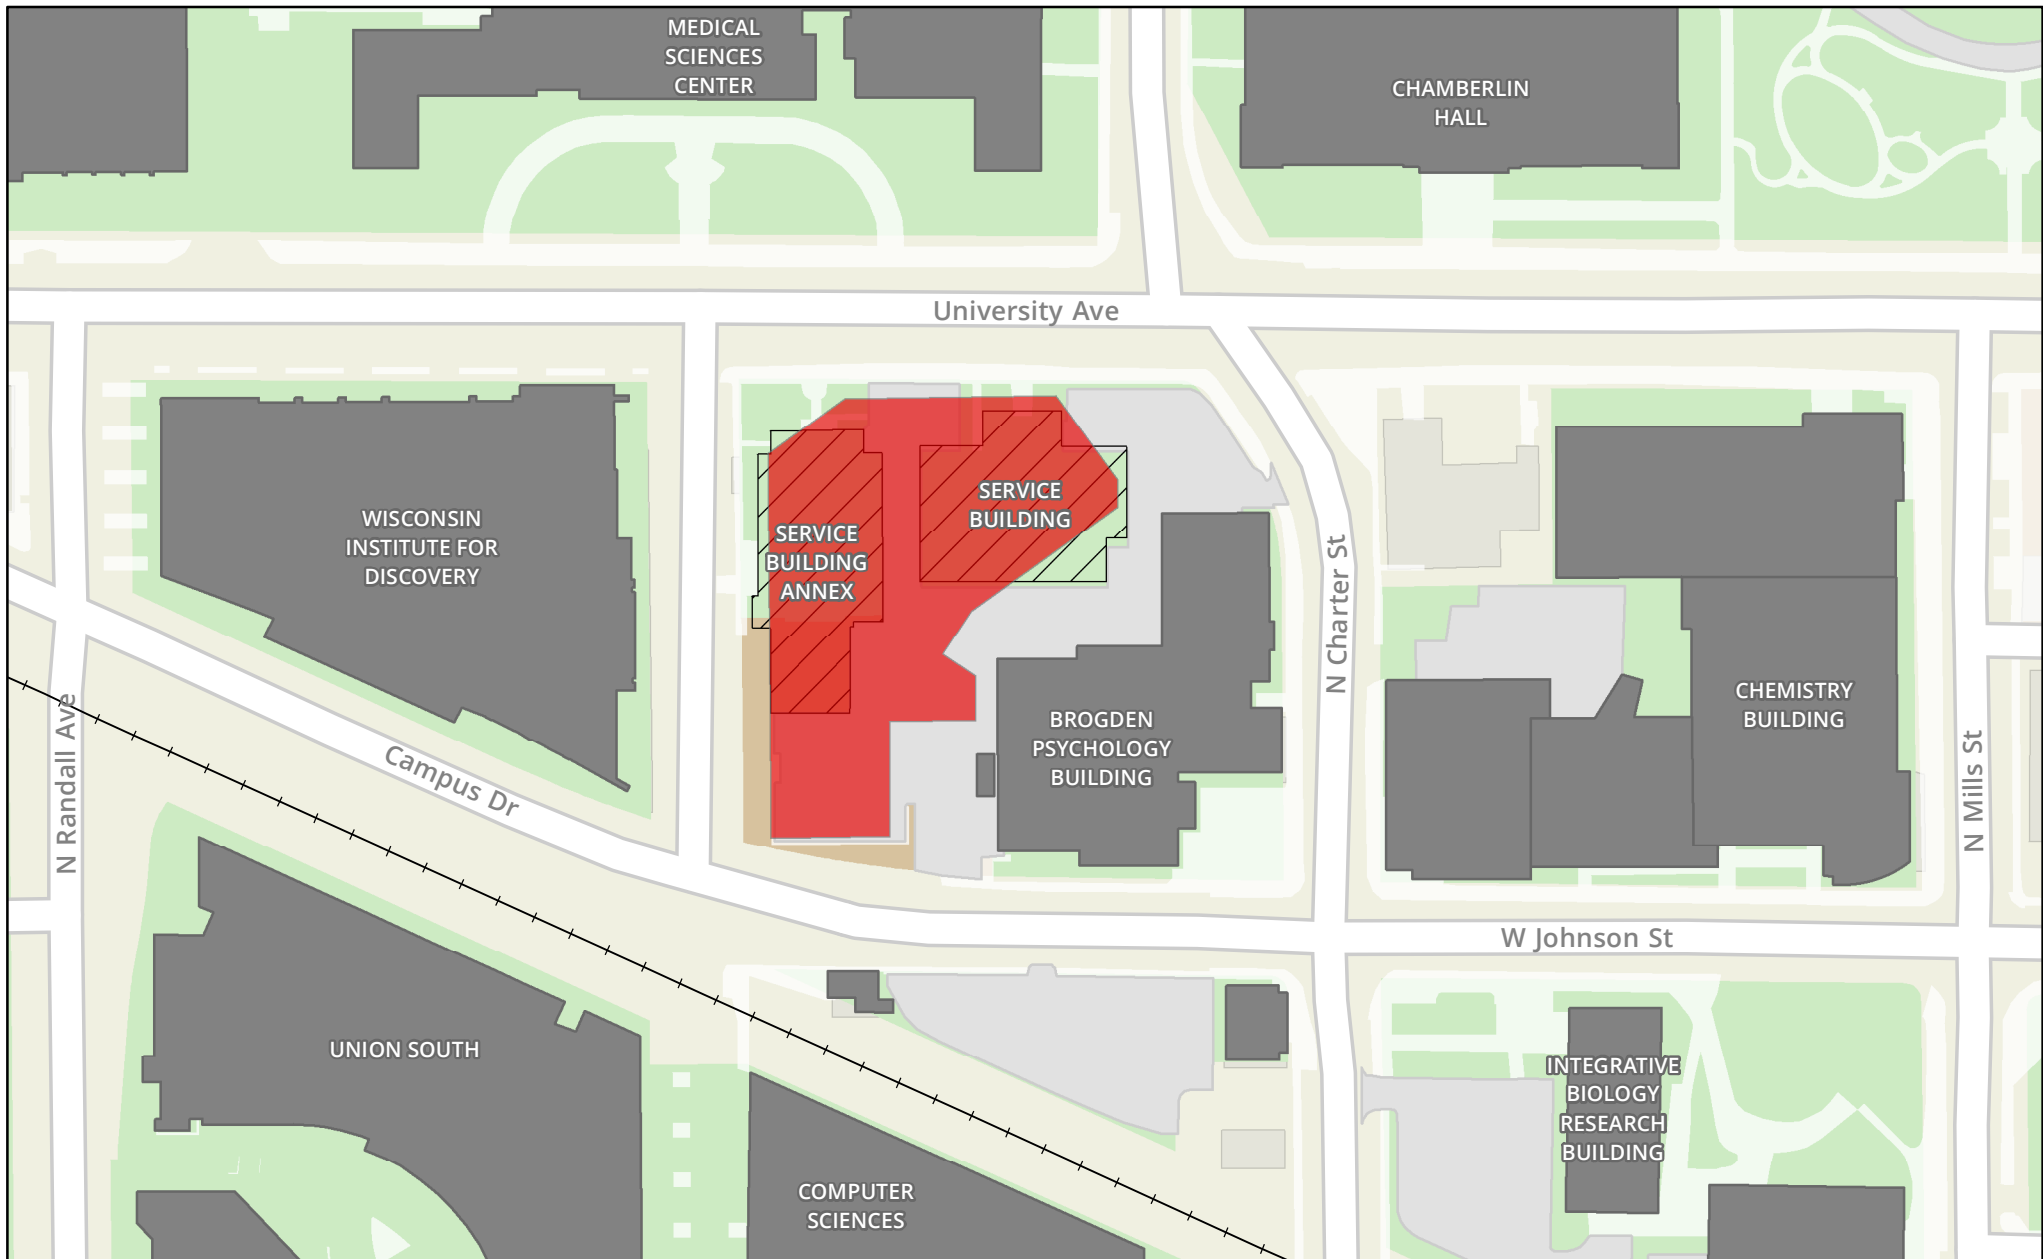 MEDICAL
SCIENCES
CENTER
CHAMBERLIN
HALL
University Ave
WISCONSIN
INSTITUTE FOR
DISCOVERY
SERVICE
BUILDING
SERVICE
BUILDING
ANNEX
N Charter St
CHEMISTRY
BUILDING
BROGDEN
PSYCHOLOGY
BUILDING
N Randall Ave
Campus Dr
N Mills St
W Johnson St
UNION SOUTH
INTEGRATIVE
BIOLOGY
RESEARCH
BUILDING
COMPUTER
SCIENCES